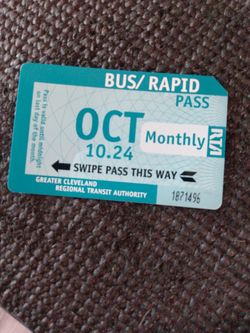 BUS/ RAPID
PASS
Pass is valid until midnight
on last day of the month.
OCT
10.24
Monthly
RTA
SWIPE PASS THIS WAY
GREATER CLEVELAND
REGIONAL TRANSIT AUTHORITY
1871496